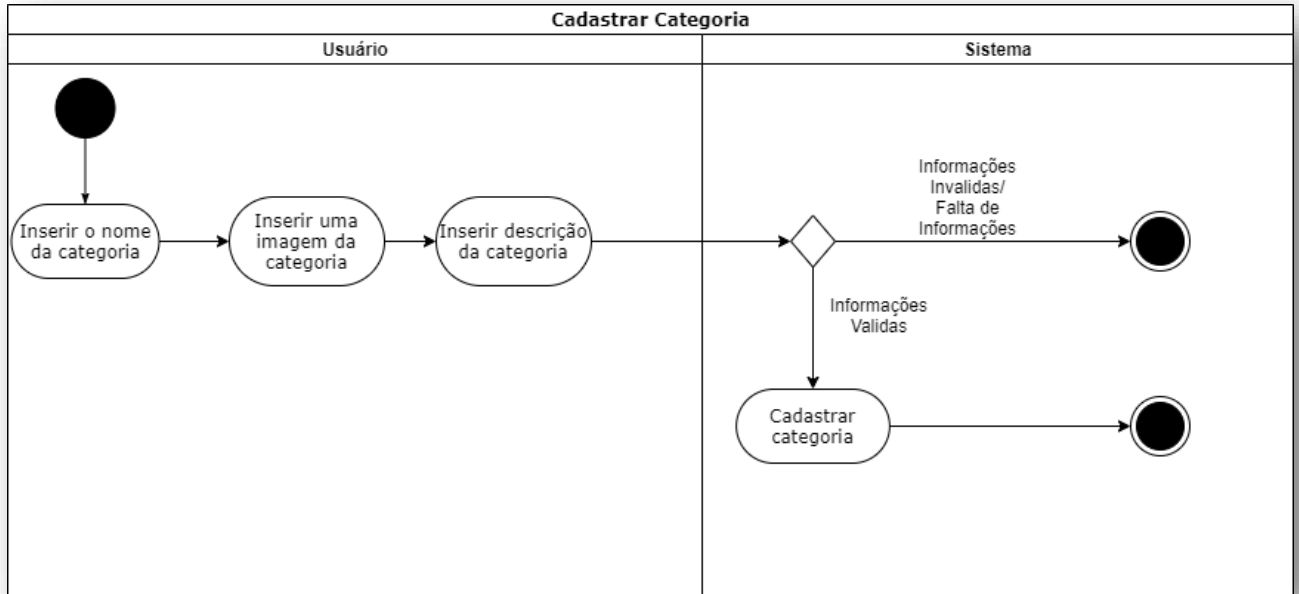 Cadastrar Categoria
Usuário
Sistema
Inserir o nome
da categoria
Inserir uma
imagem da
categoria
Inserir descrição
da categoria
Informações
Invalidas/
Falta de
Informações
Informações
Validas
Cadastrar
categoria